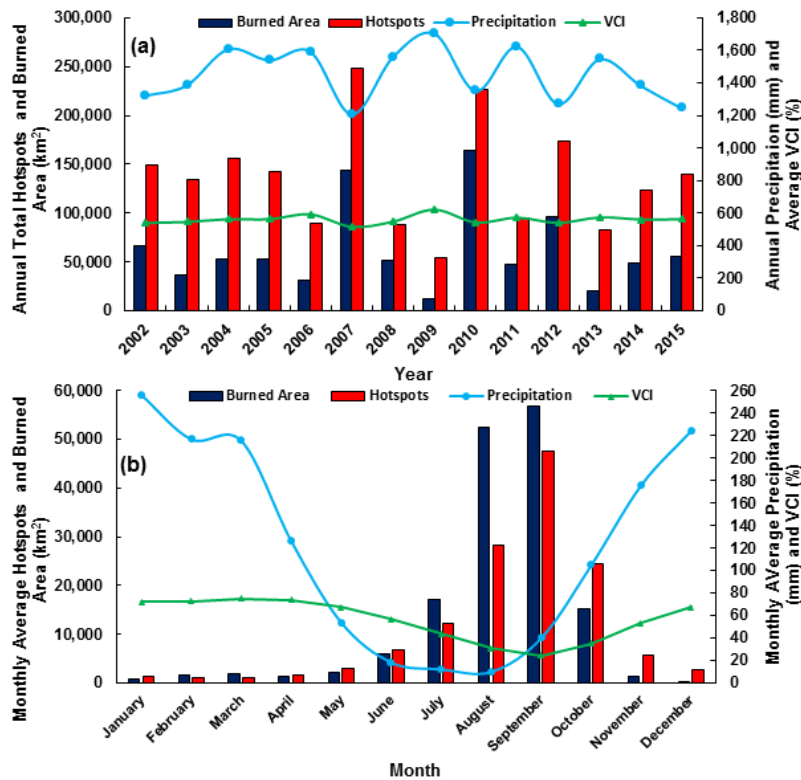 Burned Area Hotspots Precipitation VCI
(a)
300,000
250,000
200,000
150,000
100,000
50,000
0
1,800
1,600
1,400
1,200
1,000
800
600
400
200
0
Annual Total Hotspots and Burned
Area (km²)
Annual Precipitaion (mm) and
Average VCI (%)
2002 2003 2004 2005 2006 2007 2008 2009 2010 2011 2012 2013 2014 2015
Year
Burned Area Hotspots Precipitation VCI
(b)
60,000
50,000
40,000
30,000
20,000
10,000
0
260
240
220
200
180
160
140
120
100
80
60
40
20
0
Monthly Average Hotspots and Burned
Area (km²)
Monthly AVerage Precipitation
(mm) and VCI (%)
January February March April May June July August September October November December
Month